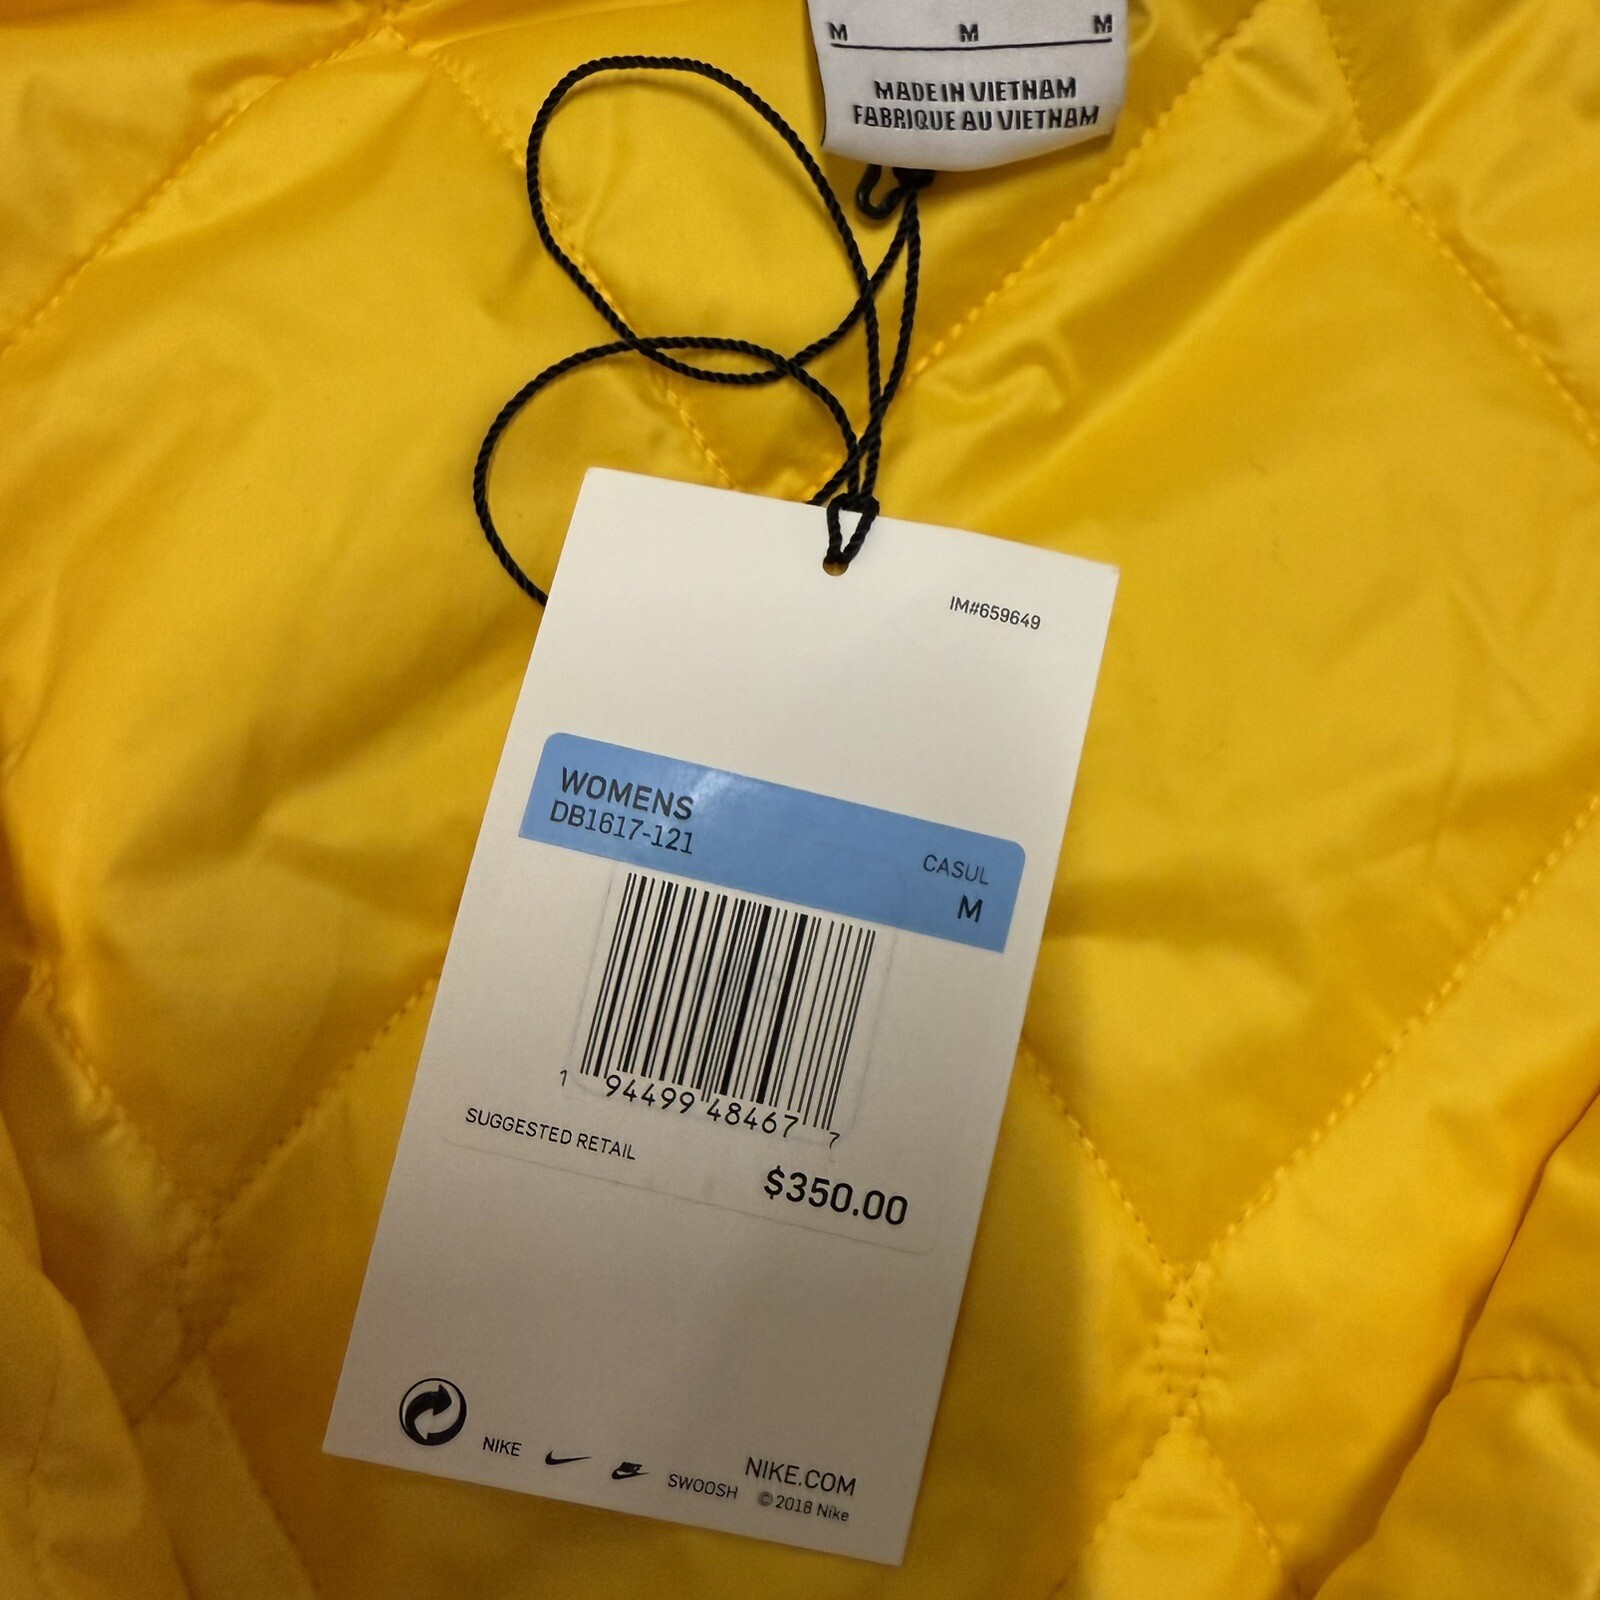 M M M
MADE IN VIETNAM
FABRIQUE AU VIETNAM
IM#659649
WOMENS
DB1617-121
CASUL
M
1 94499 48467 7
SUGGESTED RETAIL
$350.00
NIKE SWOOSH NIKE.COM
© 2018 Nike